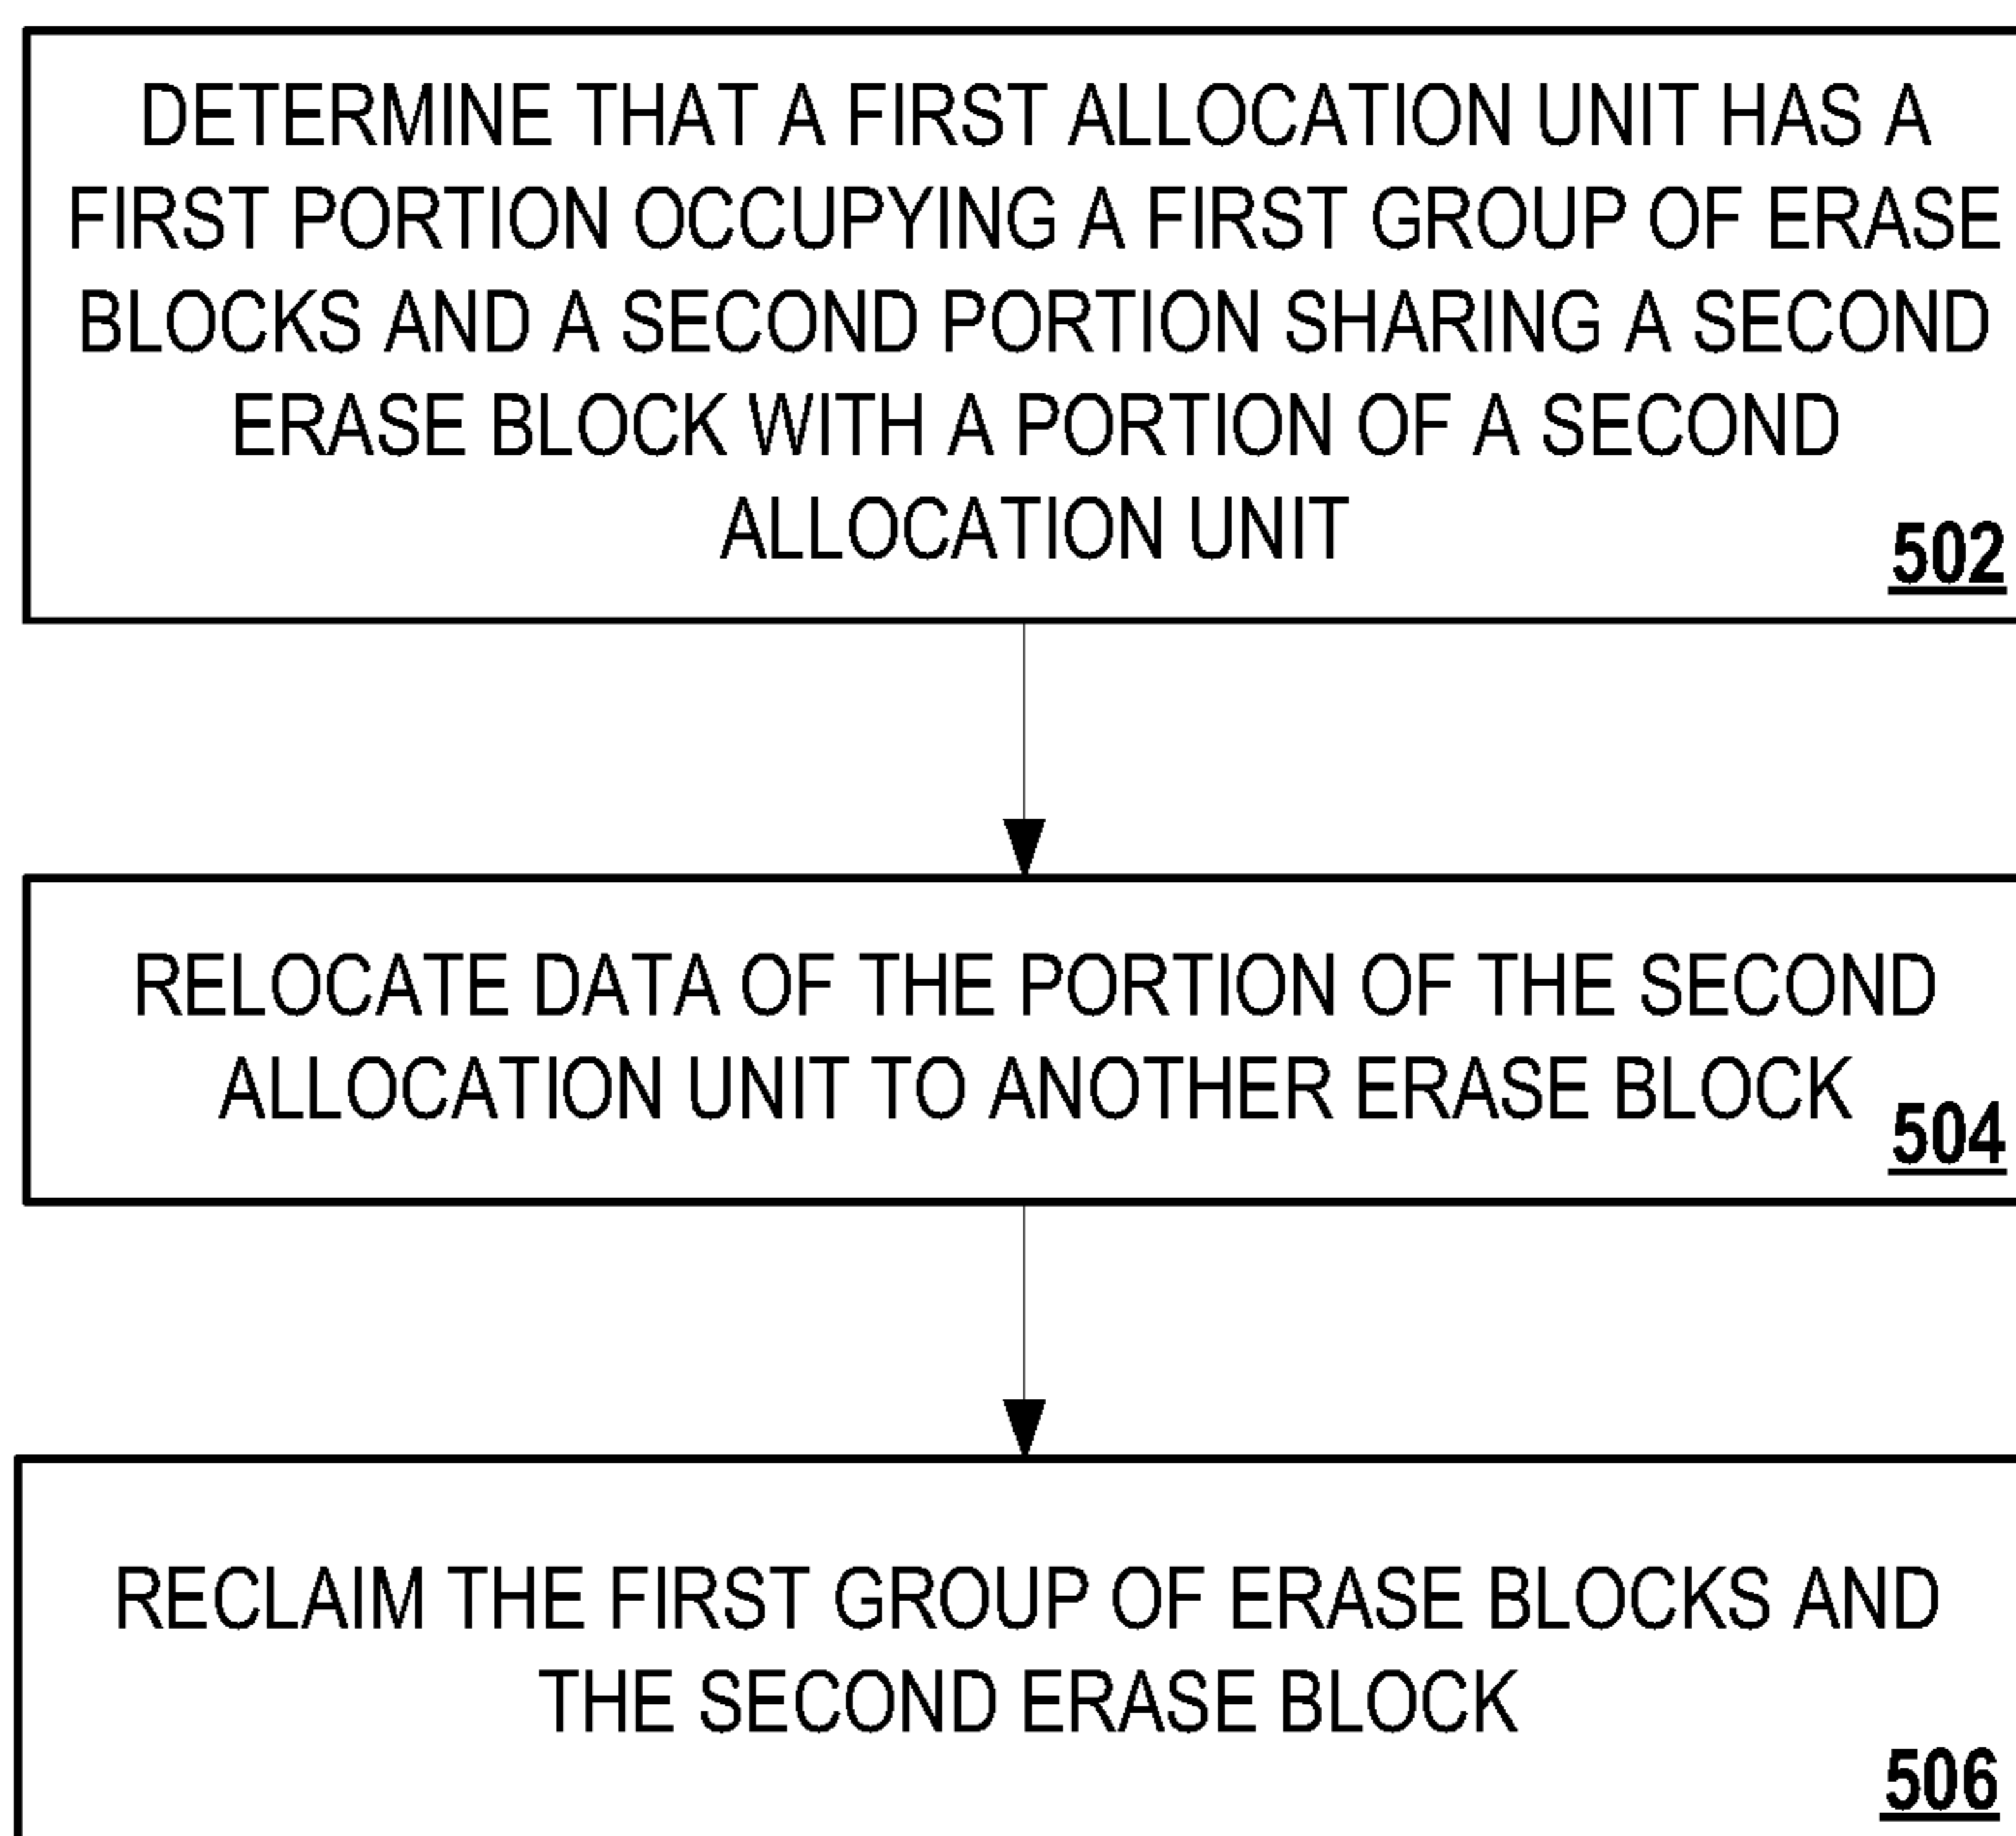 DETERMINE THAT A FIRST ALLOCATION UNIT HAS A
FIRST PORTION OCCUPYING A FIRST GROUP OF ERASE
BLOCKS AND A SECOND PORTION SHARING A SECOND
ERASE BLOCK WITH A PORTION OF A SECOND
ALLOCATION UNIT
502
RELOCATE DATA OF THE PORTION OF THE SECOND
ALLOCATION UNIT TO ANOTHER ERASE BLOCK
504
RECLAIM THE FIRST GROUP OF ERASE BLOCKS AND
THE SECOND ERASE BLOCK
506